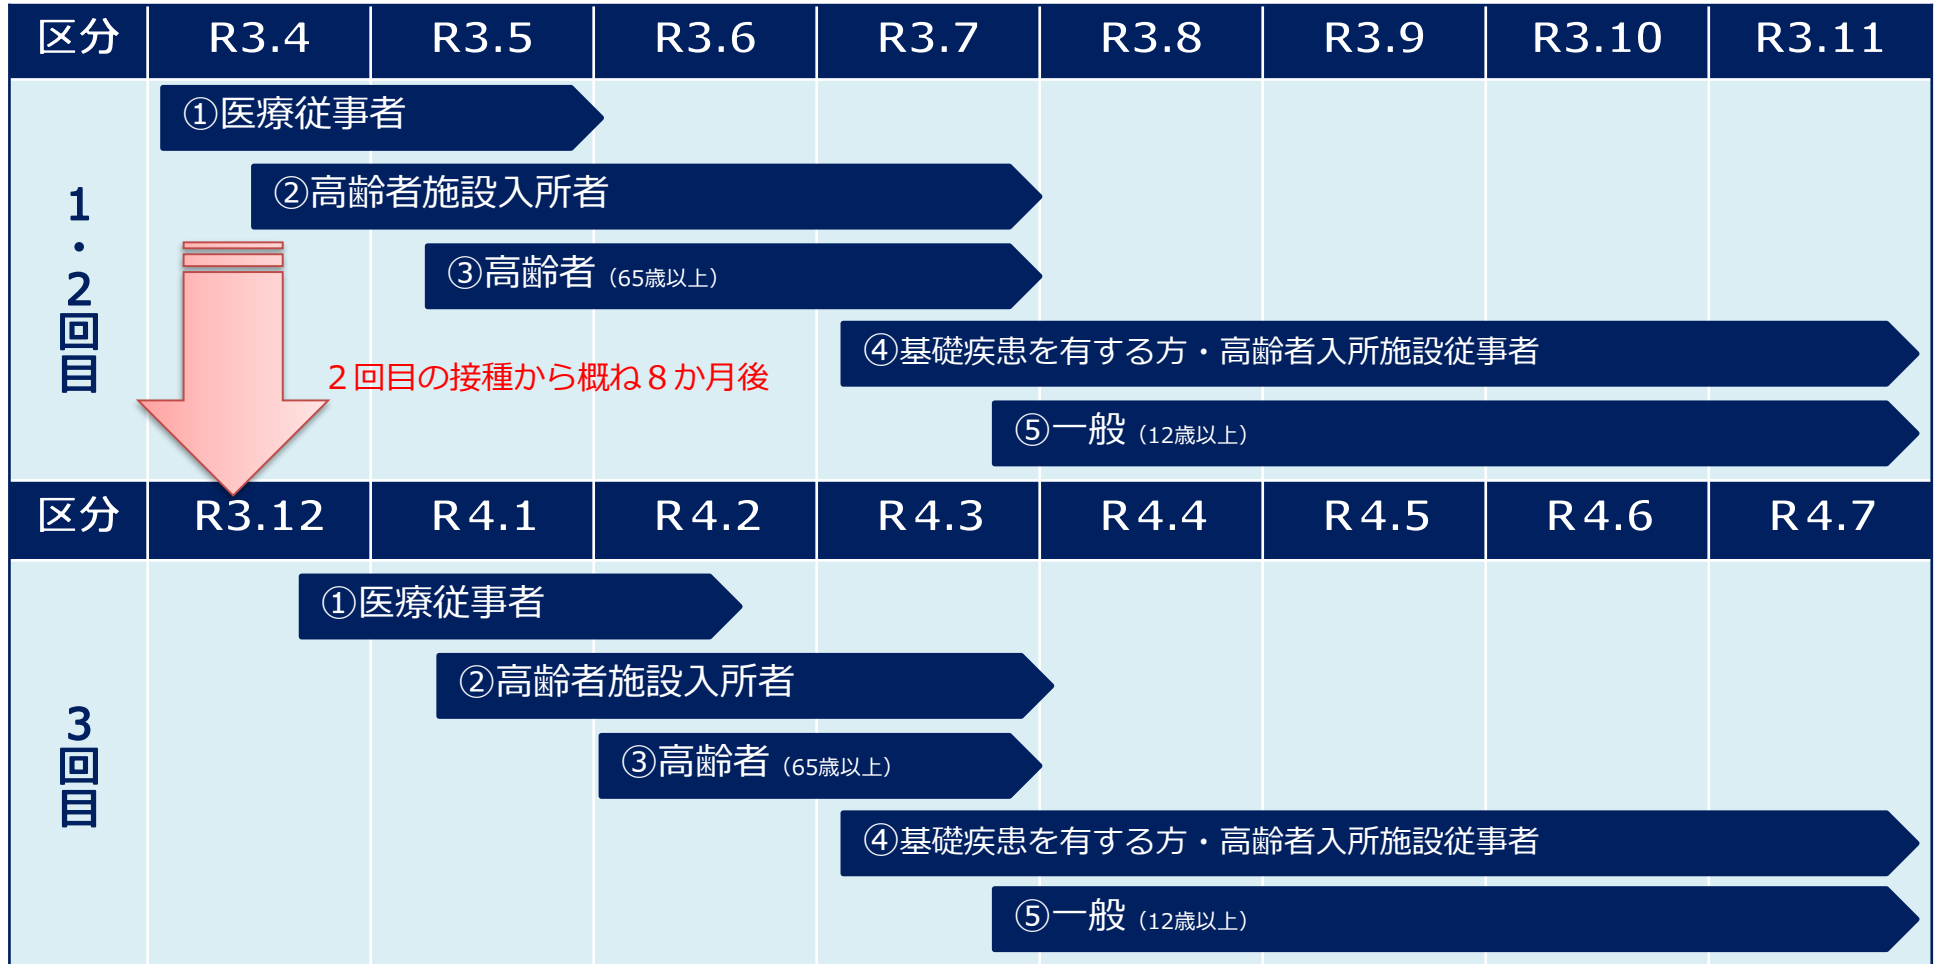 区分 R3.4 R3.5 R3.6 R3.7 R3.8 R3.9 R3.10 R3.11
1・2回目
①医療従事者
②高齢者施設入所者
③高齢者（65歳以上）
④基礎疾患を有する方・高齢者入所施設従事者
2回目の接種から概ね8か月後
⑤一般（12歳以上）
区分 R3.12 R4.1 R4.2 R4.3 R4.4 R4.5 R4.6 R4.7
3回目
①医療従事者
②高齢者施設入所者
③高齢者（65歳以上）
④基礎疾患を有する方・高齢者入所施設従事者
⑤一般（12歳以上）